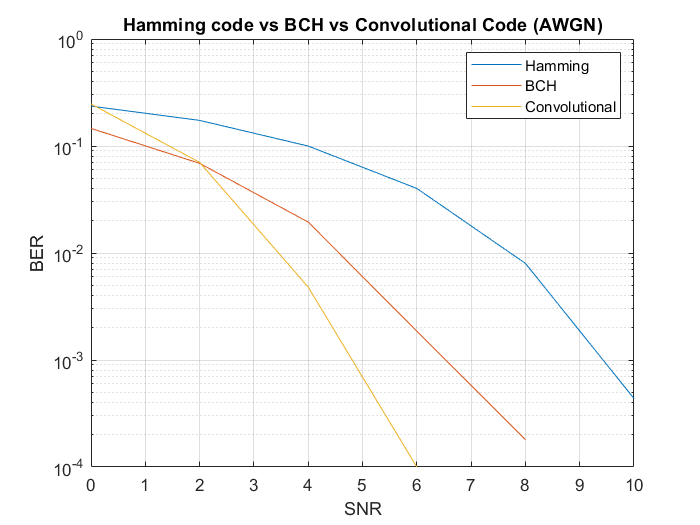 Hamming code vs BCH vs Convolutional Code (AWGN)
10^0
Hamming
BCH
Convolutional
10^-1
10^-2
BER
10^-3
10^-4
0 1 2 3 4 5 6 7 8 9 10
SNR